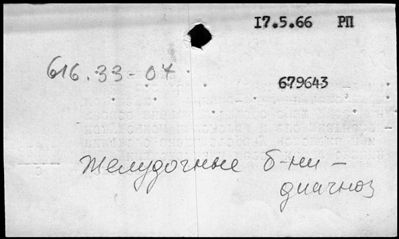 17.5.66 РП
616.33-07
679643
Желудочные б-ни -
диагноз